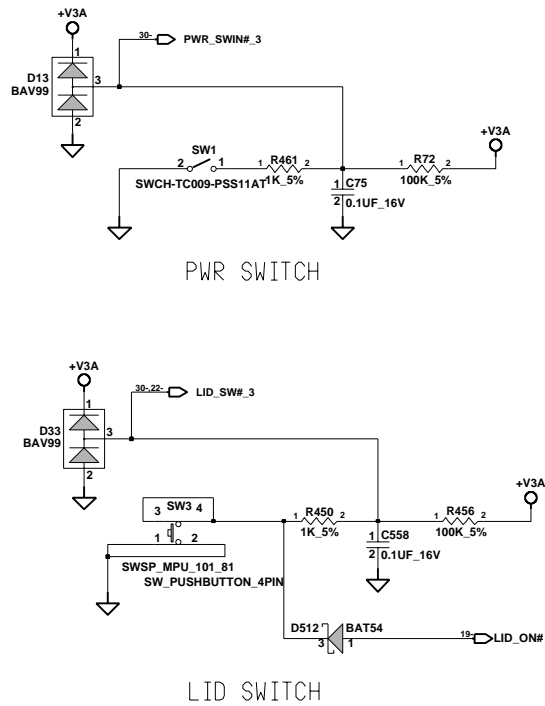 +V3A
30- PWR_SWIN#_3
1
D13
BAV99
3
2
+V3A
SW1
2 1
SWCH-TC009-PSS11AT
1 R461 2
1K_5%
1 R72 2
100K_5%
1 C75
2 0.1UF_16V
PWR SWITCH
+V3A
30-,22- LID_SW#_3
1
D33
BAV99
3
2
+V3A
SW3
3 4
1 2
SWSP_MPU_101_81
SW_PUSHBUTTON_4PIN
1 R450 2
1K_5%
1 R456 2
100K_5%
1 C558
2 0.1UF_16V
D512 BAT54
3 1
19- LID_ON#
LID SWITCH